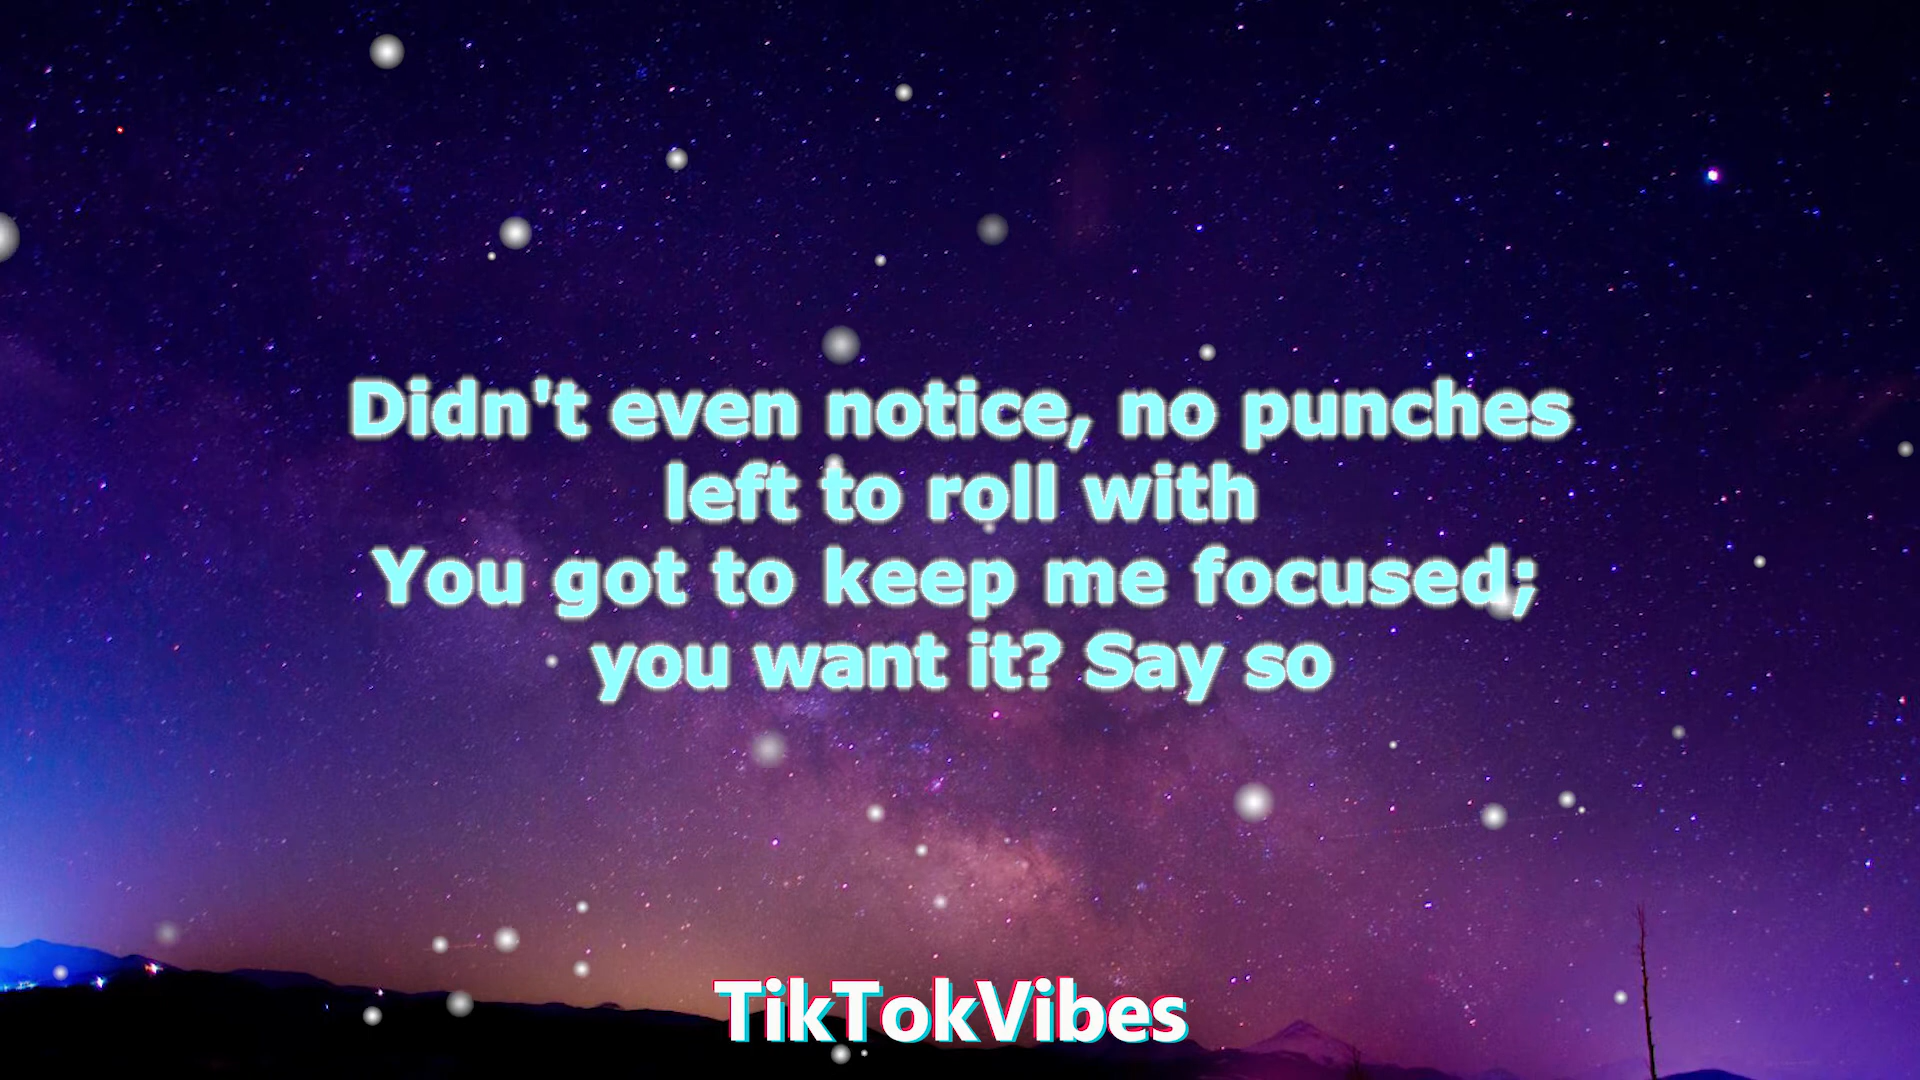 Didn't even notice, no punches
left to roll with
You got to keep me focused;
you want it? Say so
TikTokVibes